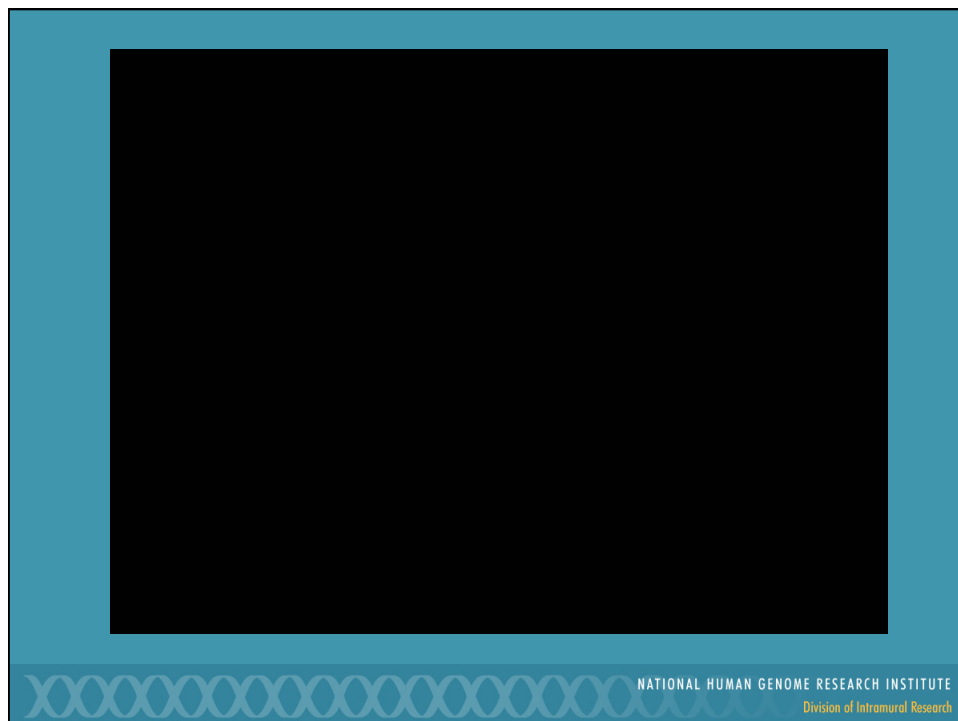 NATIONAL HUMAN GENOME RESEARCH INSTITUTE
Division of Intramural Research